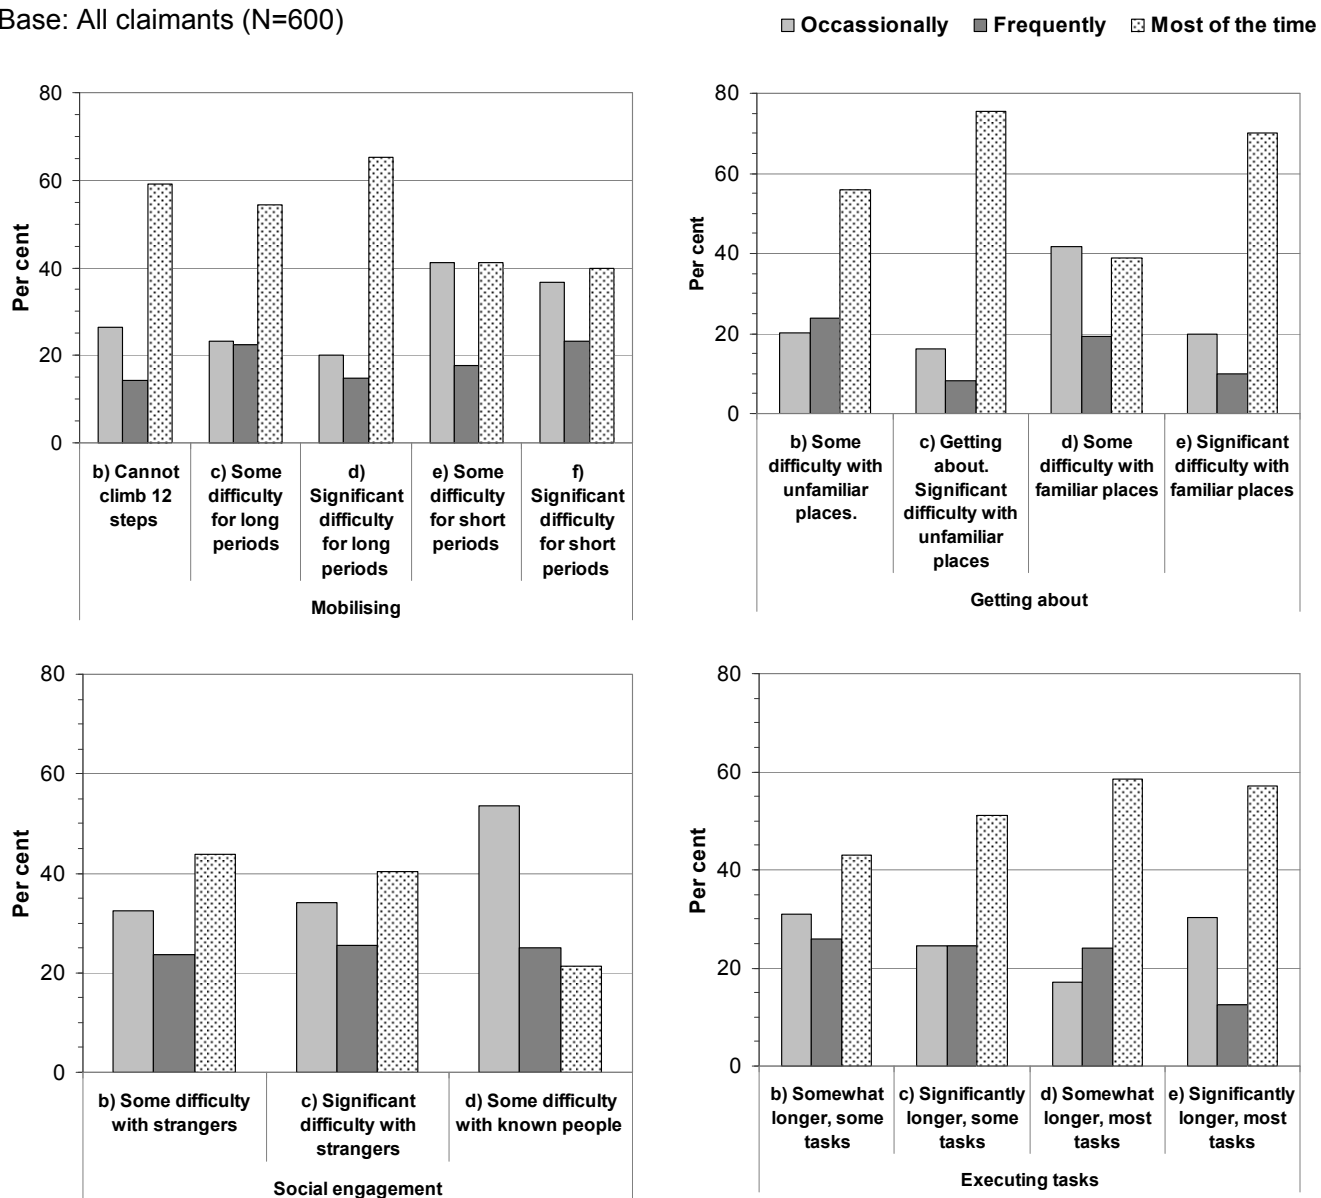 Base: All claimants (N=600)
Occassionally Frequently Most of the time
80
60
40
20
0
Per cent
b) Cannot
climb 12
steps
c) Some
difficulty
for long
periods
d)
Significant
difficulty
for long
periods
e) Some
difficulty
for short
periods
f)
Significant
difficulty
for short
periods
Mobilising
80
60
40
20
0
Per cent
b) Some
difficulty with
unfamiliar
places.
c) Getting
about.
Significant
difficulty with
unfamiliar
places
d) Some
difficulty with
familiar places
e) Significant
difficulty with
familiar places
Getting about
80
60
40
20
0
Per cent
b) Some difficulty
with strangers
c) Significant
difficulty with
strangers
d) Some difficulty
with known people
Social engagement
80
60
40
20
0
Per cent
b) Somewhat
longer, some
tasks
c) Significantly
longer, some
tasks
d) Somewhat
longer, most
tasks
e) Significantly
longer, most
tasks
Executing tasks